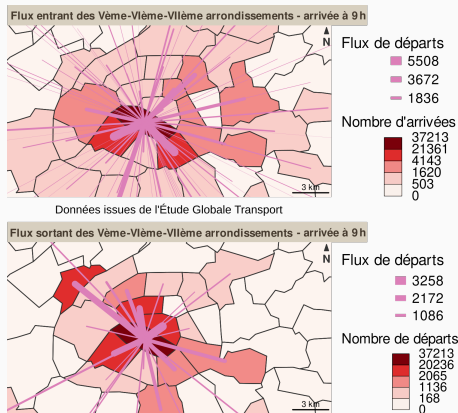 Flux entrant des Vème-VIème-VIIème arrondissements - arrivée à 9 h
N
3 km
Flux de départs
5508
3672
1836
Nombre d'arrivées
37213
21361
4143
1620
503
0
Données issues de l'Étude Globale Transport
Flux sortant des Vème-VIème-VIIème arrondissements - arrivée à 9 h
N
3 km
Flux de départs
3258
2172
1086
Nombre de départs
37213
20236
2065
1136
168
0